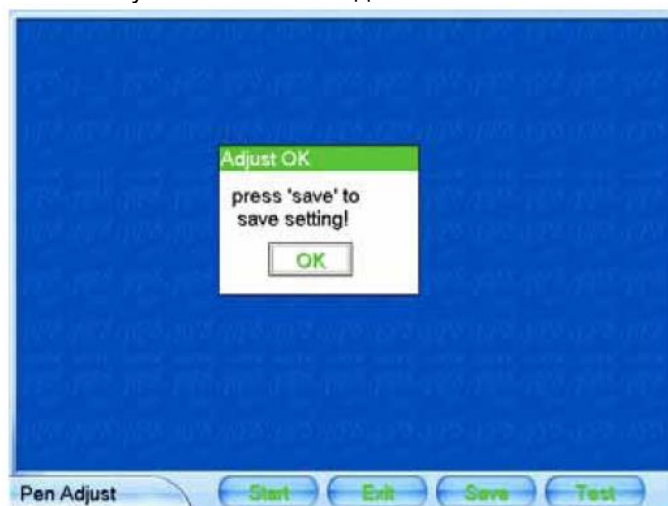 Adjust OK
press 'save' to
save setting!
OK
Pen Adjust
Start
Exit
Save
Test